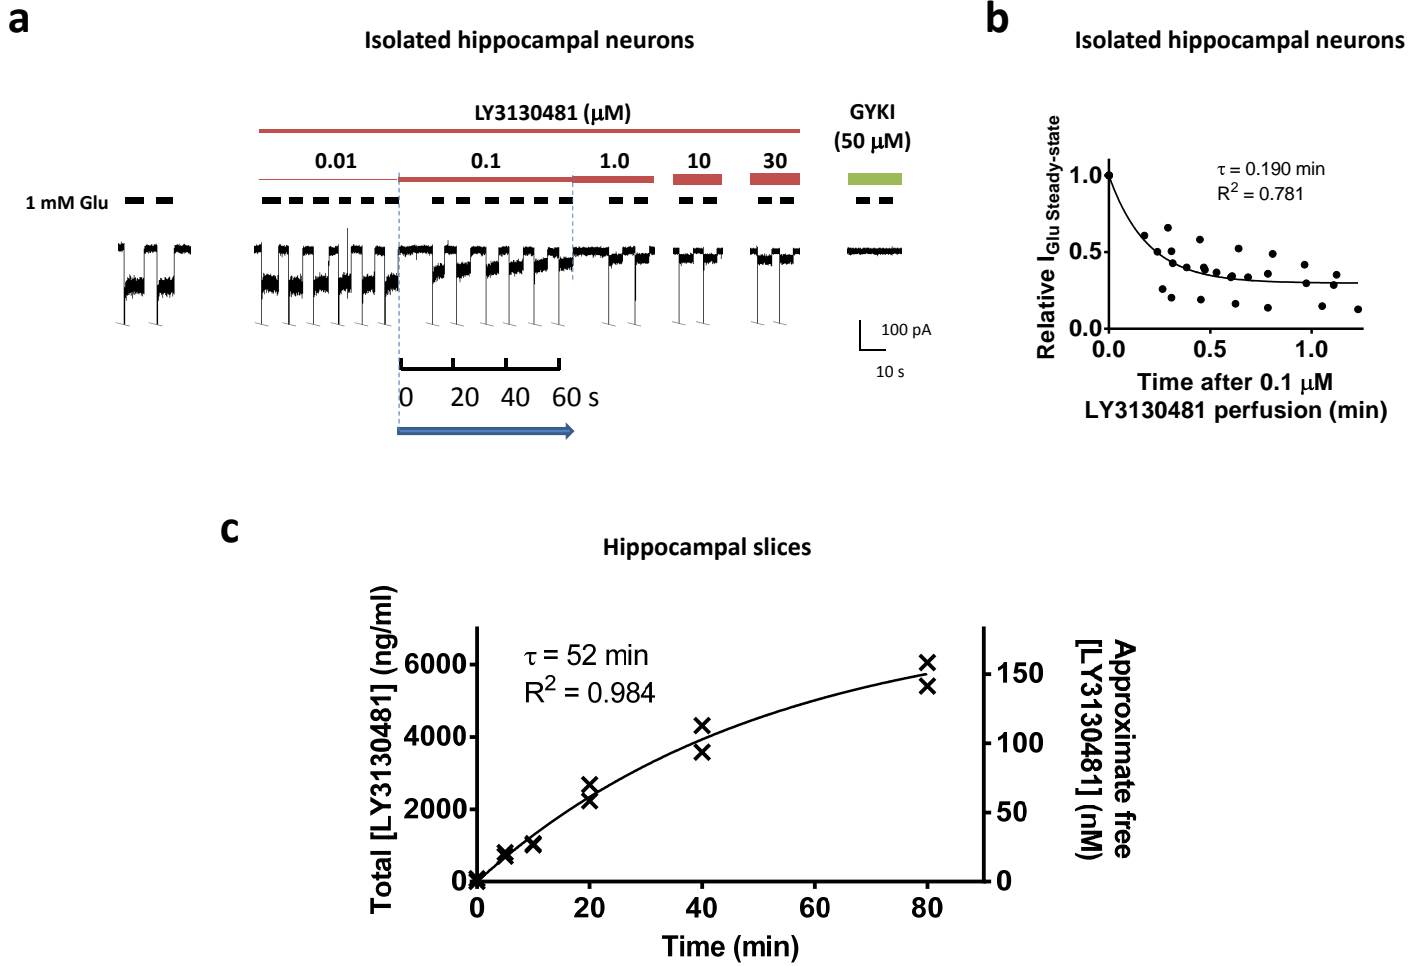 a
Isolated hippocampal neurons
LY3130481 (μM)
GYKI
(50 μM)
0.01 0.1 1.0 10 30
1 mM Glu
100 pA
10 s
0 20 40 60 s
b
Isolated hippocampal neurons
τ = 0.190 min
R² = 0.781
Relative I Glu Steady-state
1.0
0.5
0.0
0.0 0.5 1.0
Time after 0.1 μM
LY3130481 perfusion (min)
c
Hippocampal slices
τ = 52 min
R² = 0.984
Total [LY3130481] (ng/ml)
6000
4000
2000
0
0 20 40 60 80
Time (min)
150
100
50
0
Approximate free
[LY3130481] (nM)